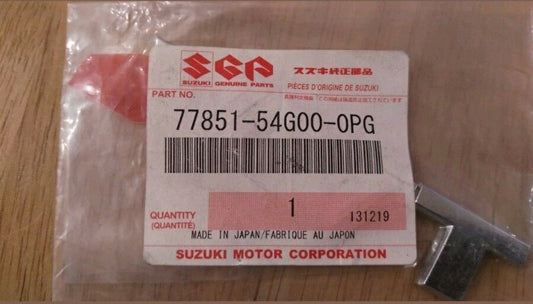 SGP
SUZUKI GENUINE PARTS
スズキ純正部品
PIÈCES D'ORIGINE DE SUZUKI
PART NO.
77851-54G00-0PG
QUANTITY
(QUANTITÉ)
1
131219
MADE IN JAPAN/FABRIQUE AU JAPON
SUZUKI MOTOR CORPORATION